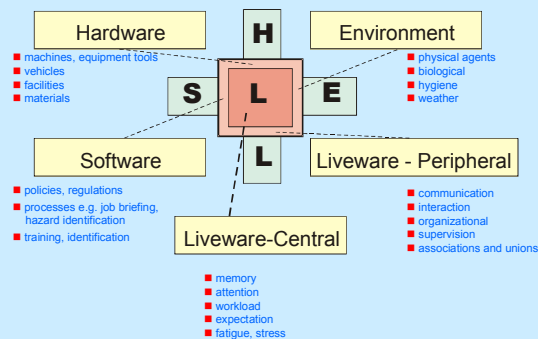 Hardware
machines, equipment tools
vehicles
facilities
materials
H
Environment
physical agents
biological
hygiene
weather
S
L
E
L
Software
policies, regulations
processes e.g. job briefing,
hazard identification
training, identification
Liveware - Peripheral
communication
interaction
organizational
supervision
associations and unions
Liveware-Central
memory
attention
workload
expectation
fatigue, stress